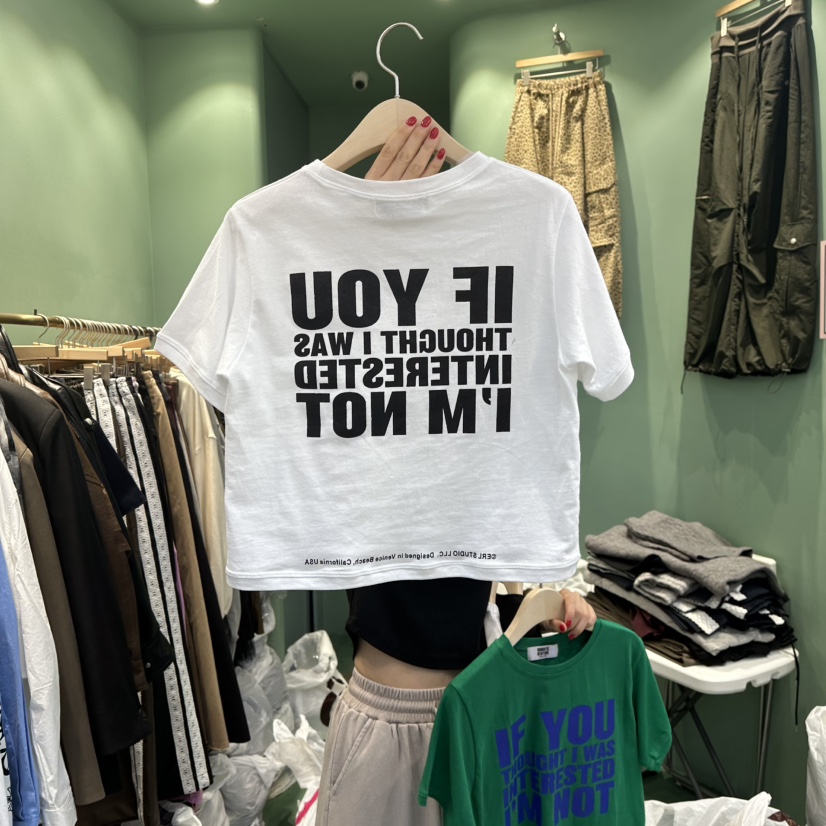 IF YOU
THOUGHT I WAS
INTERESTED
I'M NOT
©ERL STUDIO LLC. Designed in Venice Beach, California USA
IF YOU
THOUGHT I WAS
INTERESTED
I'M NOT